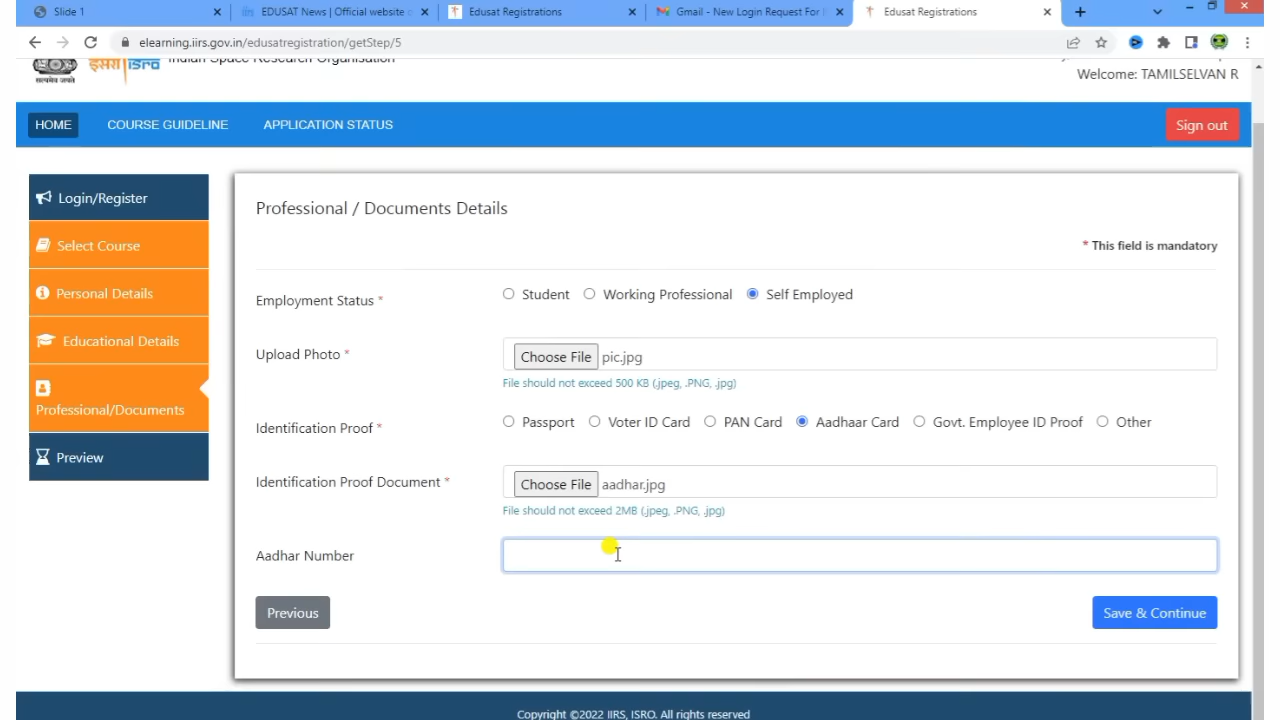 Slide 1
EDUSAT News | Official website o
Edusat Registrations
Gmail - New Login Request For I
Edusat Registrations
elearning.iirs.gov.in/edusatregistration/getStep/5
सत्यमेव जयते
इसरो isro
Indian Space Research Organisation
Welcome: TAMILSELVAN R
HOME
COURSE GUIDELINE
APPLICATION STATUS
Sign out
Login/Register
Select Course
Personal Details
Educational Details
Professional/Documents
Preview
Professional / Documents Details
* This field is mandatory
Employment Status *
Student
Working Professional
Self Employed
Upload Photo *
Choose File pic.jpg
File should not exceed 500 KB (.jpeg, .PNG, .jpg)
Identification Proof *
Passport
Voter ID Card
PAN Card
Aadhaar Card
Govt. Employee ID Proof
Other
Identification Proof Document *
Choose File aadhar.jpg
File should not exceed 2MB (.jpeg, .PNG, .jpg)
Aadhar Number
Previous
Save & Continue
Copyright ©2022 IIRS, ISRO. All rights reserved